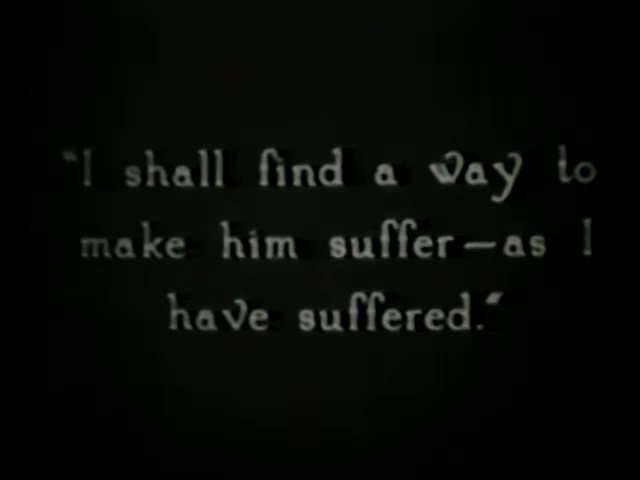 "I shall find a way to
make him suffer—as I
have suffered."